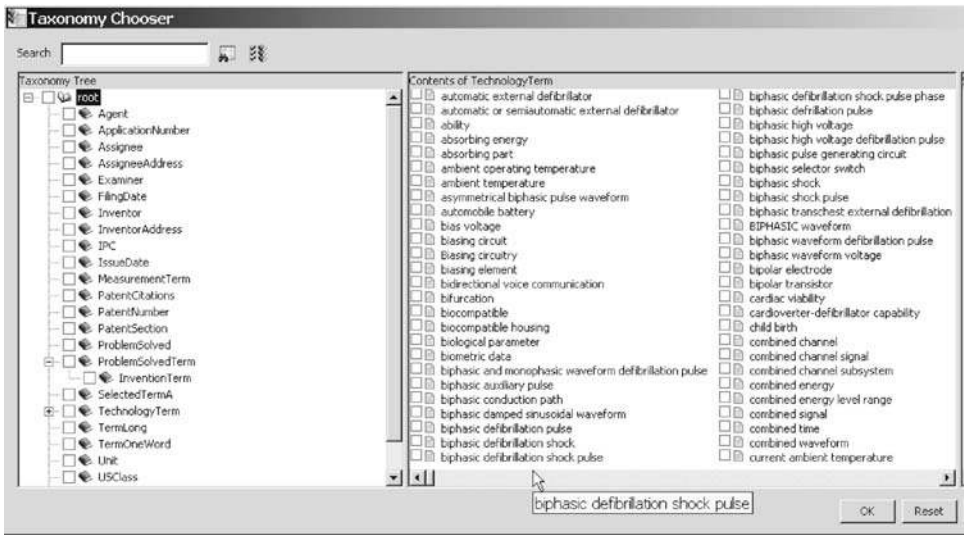 Taxonomy Chooser
Search
Taxonomy Tree
root
Agent
ApplicationNumber
Assignee
AssigneeAddress
Examiner
FilingDate
Inventor
InventorAddress
IPC
IssueDate
MeasurementTerm
PatentCitations
PatentNumber
PatentSection
ProblemSolved
ProblemSolvedTerm
InventionTerm
SelectedTermA
TechnologyTerm
TermLong
TermOneWord
Unit
USClass
Contents of TechnologyTerm
automatic external defibrillator
automatic or semiautomatic external defibrillator
ability
absorbing energy
absorbing part
ambient operating temperature
ambient temperature
asymmetrical biphasic pulse waveform
automobile battery
bias voltage
biasing circuit
Biasing circuitry
biasing element
bidirectional voice communication
bifurcation
biocompatible
biocompatible housing
biological parameter
biometric data
biphasic and monophasic waveform defibrillation pulse
biphasic auxiliary pulse
biphasic conduction path
biphasic damped sinusoidal waveform
biphasic defibrillation pulse
biphasic defibrillation shock
biphasic defibrillation shock pulse
biphasic defibrillation shock pulse phase
biphasic defrillation pulse
biphasic high voltage
biphasic high voltage defibrillation pulse
biphasic pulse generating circuit
biphasic selector switch
biphasic shock
biphasic shock pulse
biphasic transchest external defibrillation
BIPHASIC waveform
biphasic waveform defibrillation pulse
biphasic waveform voltage
bipolar electrode
bipolar transistor
cardiac viability
cardioverter-defibrillator capability
child birth
combined channel
combined channel signal
combined channel subsystem
combined energy
combined energy level range
combined signal
combined time
combined waveform
current ambient temperature
biphasic defibrillation shock pulse
OK
Reset